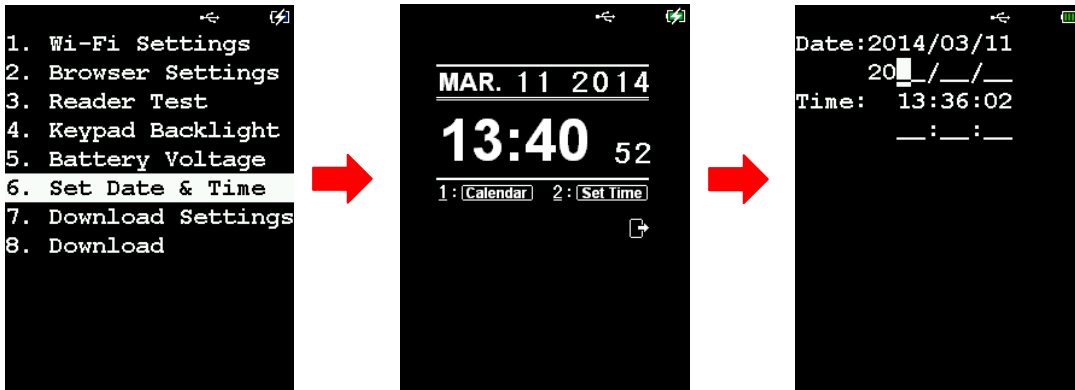 1. Wi-Fi Settings
2. Browser Settings
3. Reader Test
4. Keypad Backlight
5. Battery Voltage
6. Set Date & Time
7. Download Settings
8. Download
MAR. 11 2014
13:40 52
1:Calendar 2:Set Time
Date:2014/03/11
20__/__/__
Time: 13:36:02
__:__:__